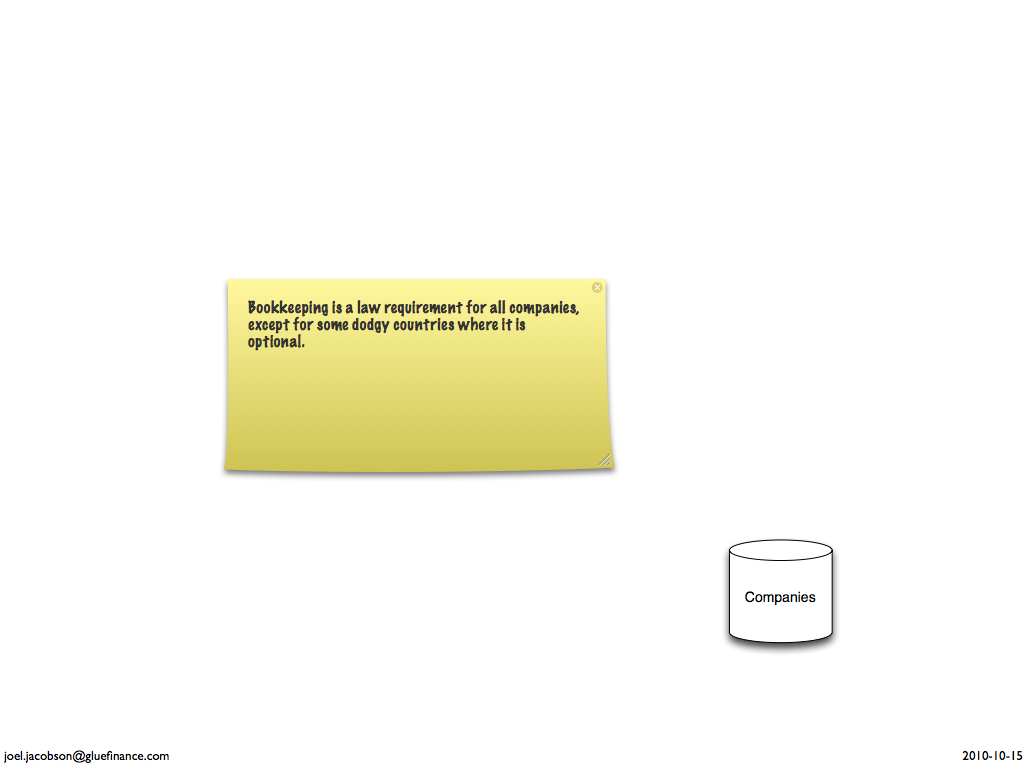 Bookkeeping is a law requirement for all companies,
except for some dodgy countries where it is
optional.
Companies
joel.jacobson@gluefinance.com
2010-10-15